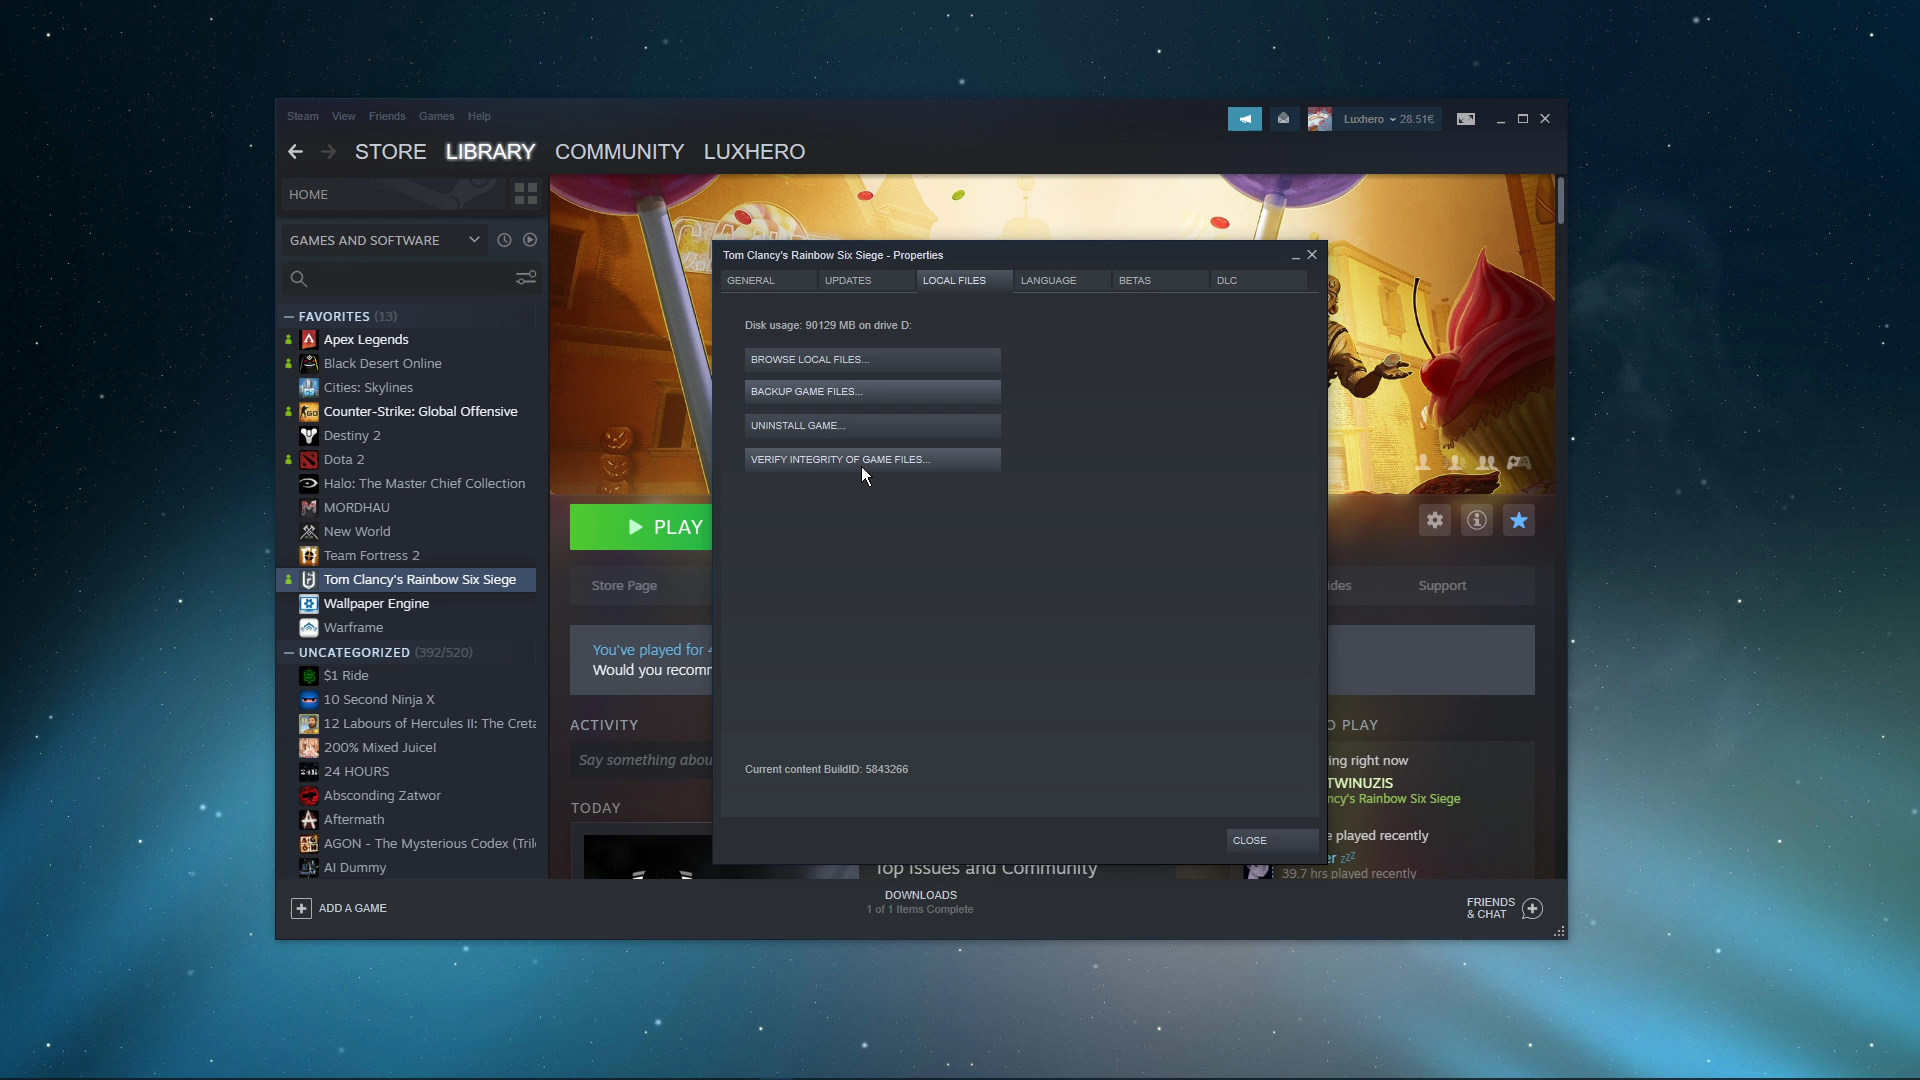 Steam View Friends Games Help
Luxhero 28.51€
STORE LIBRARY COMMUNITY LUXHERO
HOME
GAMES AND SOFTWARE
FAVORITES (13)
Apex Legends
Black Desert Online
Cities: Skylines
Counter-Strike: Global Offensive
Destiny 2
Dota 2
Halo: The Master Chief Collection
MORDHAU
New World
Team Fortress 2
Tom Clancy's Rainbow Six Siege
Wallpaper Engine
Warframe
UNCATEGORIZED (392/520)
$1 Ride
10 Second Ninja X
12 Labours of Hercules II: The Creta
200% Mixed Juice!
24 HOURS
Absconding Zatwor
Aftermath
AGON - The Mysterious Codex (Tril
AI Dummy
Tom Clancy's Rainbow Six Siege - Properties
GENERAL UPDATES LOCAL FILES LANGUAGE BETAS DLC
Disk usage: 90129 MB on drive D:
BROWSE LOCAL FILES...
BACKUP GAME FILES...
UNINSTALL GAME...
VERIFY INTEGRITY OF GAME FILES...
Current content BuildID: 5843266
CLOSE
PLAY
Store Page
ides
Support
You've played for
Would you recom
ACTIVITY
Say something abou
TODAY
Top Issues and Community
O PLAY
ing right now
TWINUZIS
ncy's Rainbow Six Siege
e played recently
er zzz
39.7 hrs played recently
ADD A GAME
DOWNLOADS
1 of 1 Items Complete
FRIENDS
& CHAT